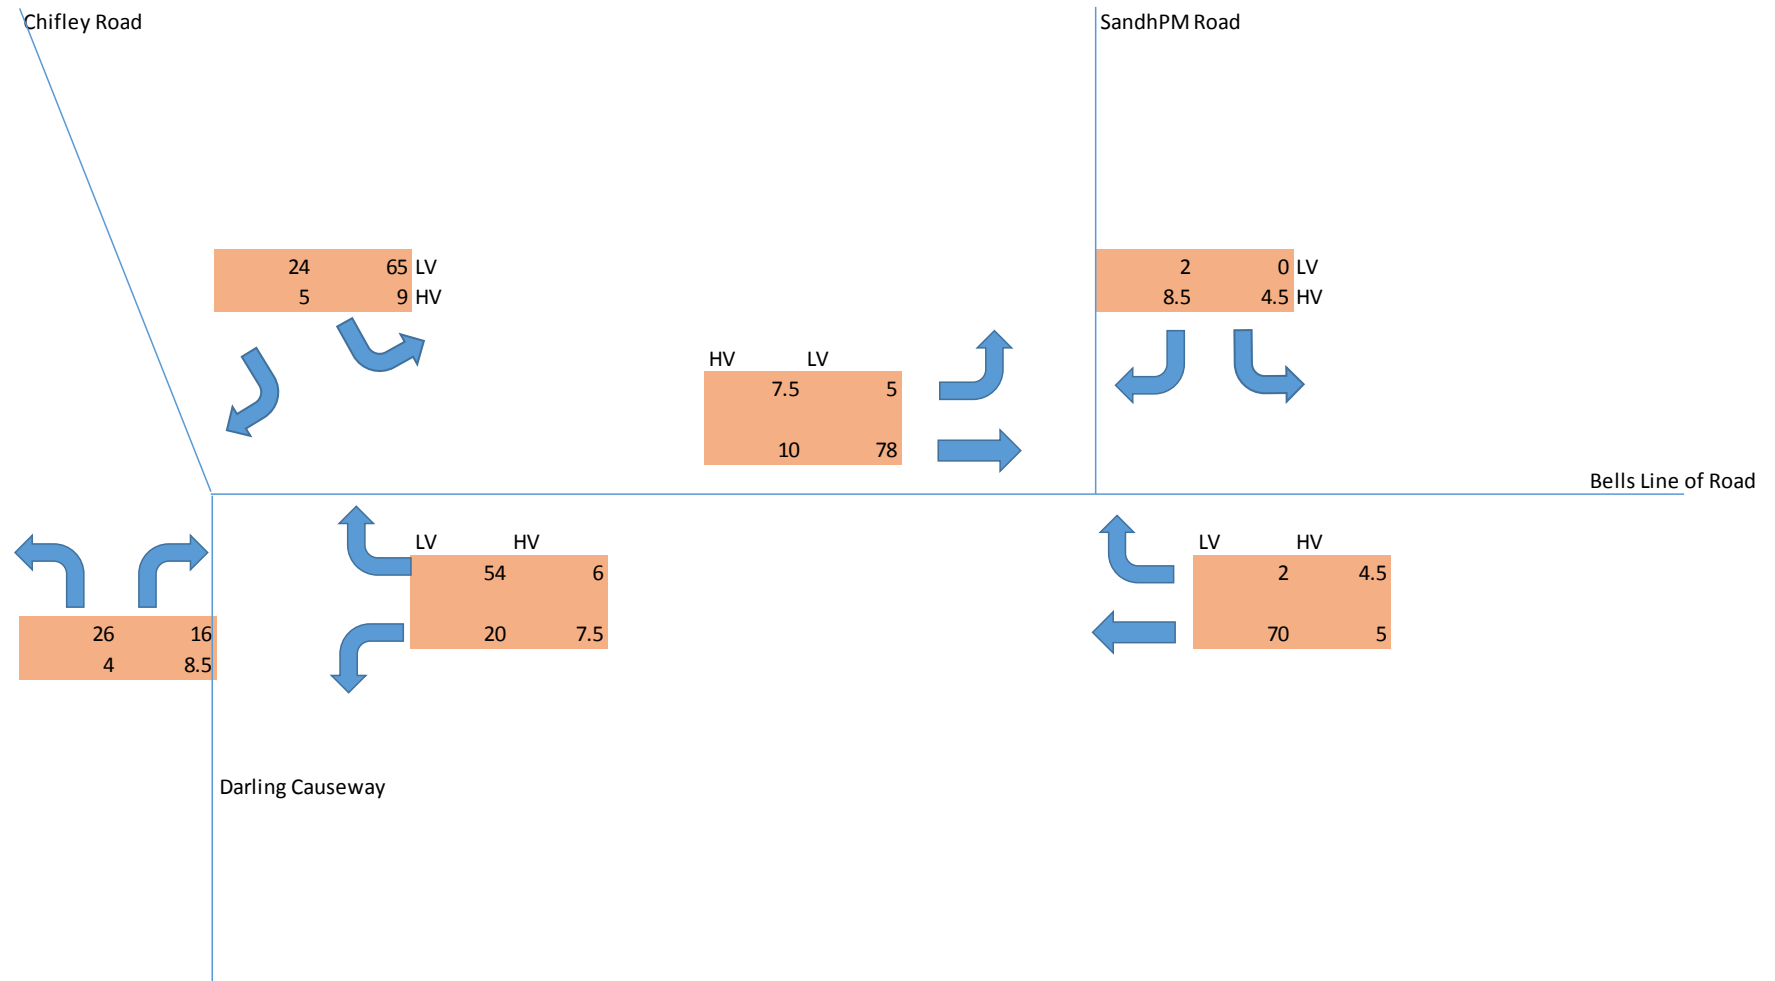 Chifley Road
SandhPM Road
24 65 LV
5 9 HV
2 0 LV
8.5 4.5 HV
HV LV
7.5 5
10 78
Bells Line of Road
LV HV
54 6
20 7.5
LV HV
2 4.5
70 5
26 16
4 8.5
Darling Causeway